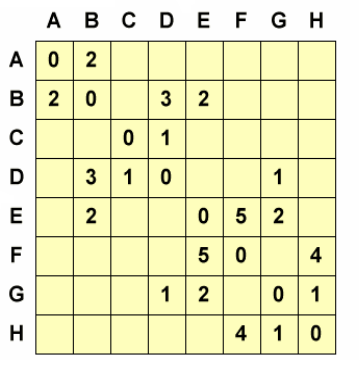 A B C D E F G H
A 0 2
B 2 0 3 2
C 0 1
D 3 1 0 1
E 2 0 5 2
F 5 0 4
G 1 2 0 1
H 4 1 0